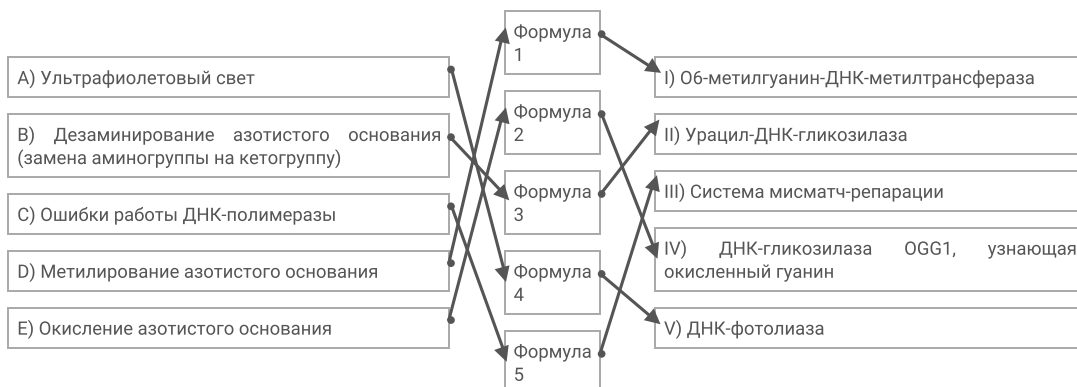 A) Ультрафиолетовый свет
B) Дезаминирование азотистого основания
(замена аминогруппы на кетогруппу)
C) Ошибки работы ДНК-полимеразы
D) Метилирование азотистого основания
E) Окисление азотистого основания
Формула
1
Формула
2
Формула
3
Формула
4
Формула
5
I) О6-метилгуанин-ДНК-метилтрансфераза
II) Урацил-ДНК-гликозилаза
III) Система мисматч-репарации
IV) ДНК-гликозилаза OGG1, узнающая
окисленный гуанин
V) ДНК-фотолиаза